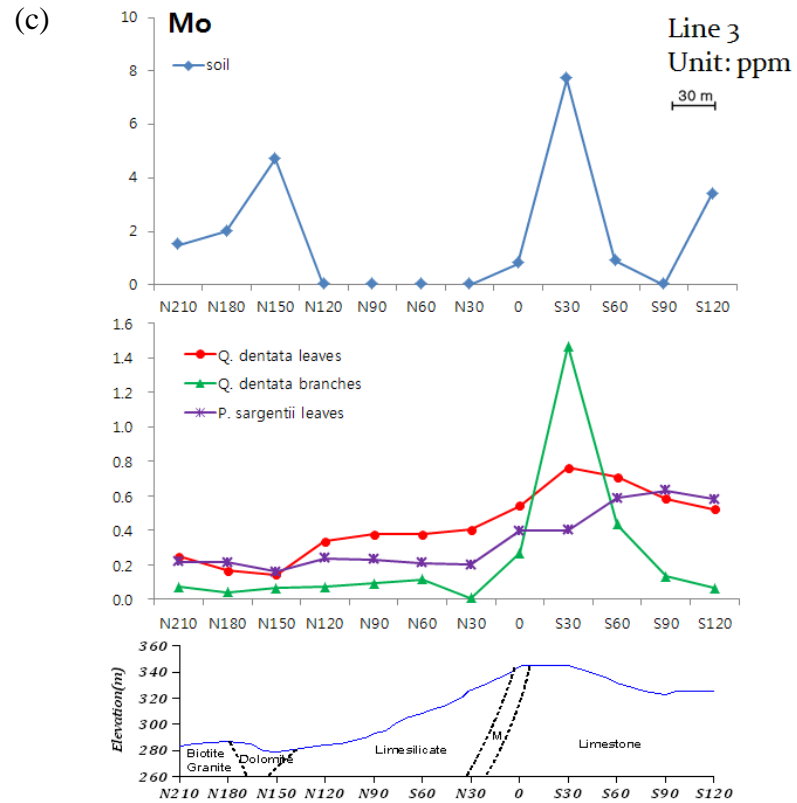 (c)
Mo
Line 3
Unit: ppm
30 m
soil
10
8
6
4
2
0
N210 N180 N150 N120 N90 N60 N30 0 S30 S60 S90 S120
1.6
1.4
1.2
1.0
0.8
0.6
0.4
0.2
0.0
Q. dentata leaves
Q. dentata branches
P. sargentii leaves
N210 N180 N150 N120 N90 N60 N30 0 S30 S60 S90 S120
Elevation(m)
360
340
320
300
280
260
Biotite
Granite
Dolomite
Limesilicate
M
Limestone
N210 N180 N150 N120 N90 S60 N30 0 S30 S60 S90 S120